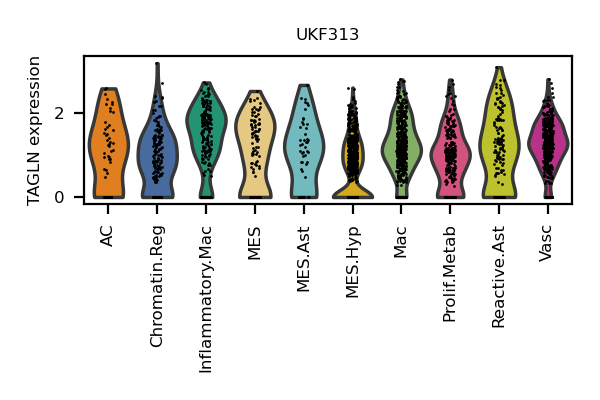 UKF313
TAGLN expression
2
0
AC
Chromatin.Reg
Inflammatory.Mac
MES
MES.Ast
MES.Hyp
Mac
Prolif.Metab
Reactive.Ast
Vasc